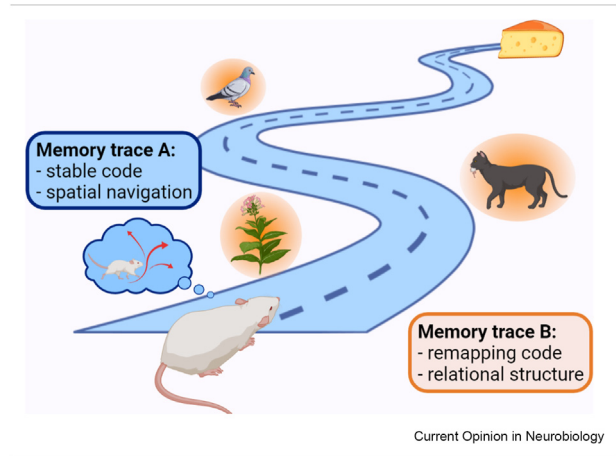 Memory trace A:
- stable code
- spatial navigation
Memory trace B:
- remapping code
- relational structure
Current Opinion in Neurobiology